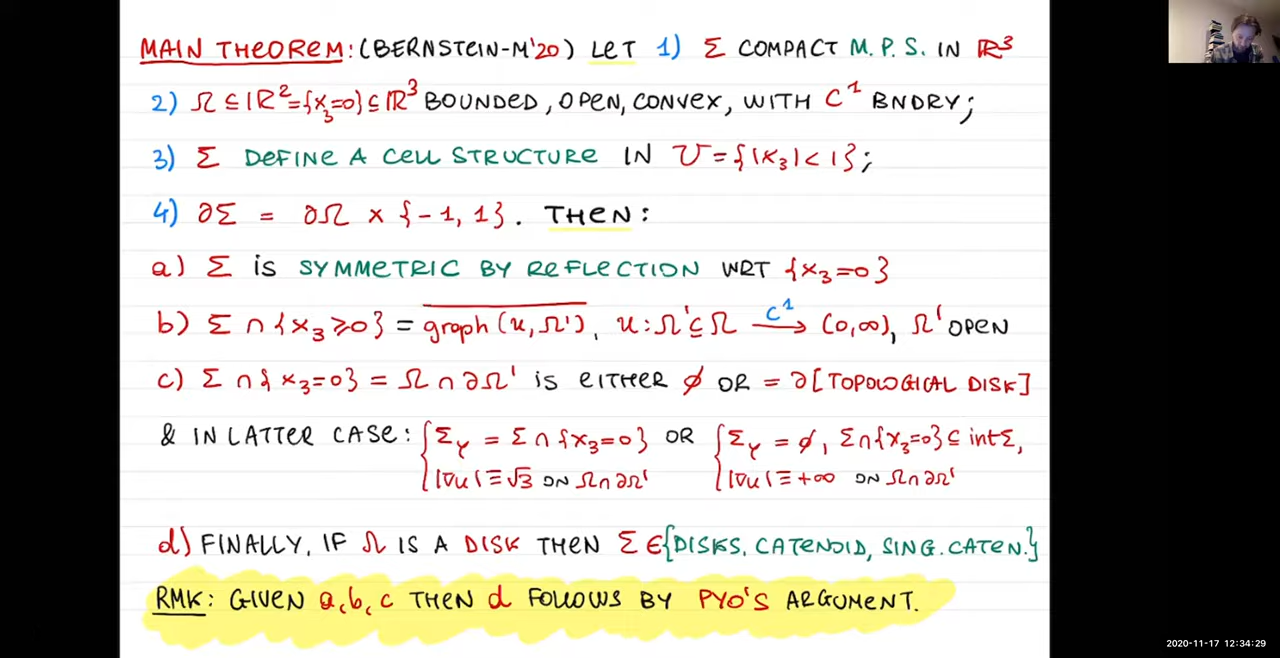 MAIN THEOREM: (BERNSTEIN-M'20) LET 1) Σ COMPACT M.P.S. IN ℝ³
2) Ω ⊆ ℝ² = {x₃=0} ⊆ ℝ³ BOUNDED, OPEN, CONVEX, WITH C¹ BNDRY;
3) Σ DEFINE A CELL STRUCTURE IN U = {|x₃| < 1};
4) ∂Σ = ∂Ω × {-1, 1}. THEN:
a) Σ is SYMMETRIC BY REFLECTION WRT {x₃=0}
b) Σ ∩ {x₃ ≥ 0} = \overline{graph(u, Ω')}, u: Ω' ⊆ Ω \xrightarrow{C¹} (0,∞), Ω' OPEN
c) Σ ∩ {x₃=0} = Ω ∩ ∂Ω' is EITHER ∅ OR = ∂[TOPOLOGICAL DISK]
& IN LATTER CASE: { Σ_Y = Σ ∩ {x₃=0} OR { Σ_Y = ∅, Σ ∩ {x₃=0} ⊆ int Σ,
|∇u| ≡ √3 ON Ω ∩ ∂Ω' |∇u| ≡ +∞ ON Ω ∩ ∂Ω'
d) FINALLY, IF Ω IS A DISK THEN Σ ∈ {DISKS, CATENOID, SING. CATEN.}
RMK: GIVEN a, b, c THEN d FOLLOWS BY PYO'S ARGUMENT.
2020-11-17 12:34:29